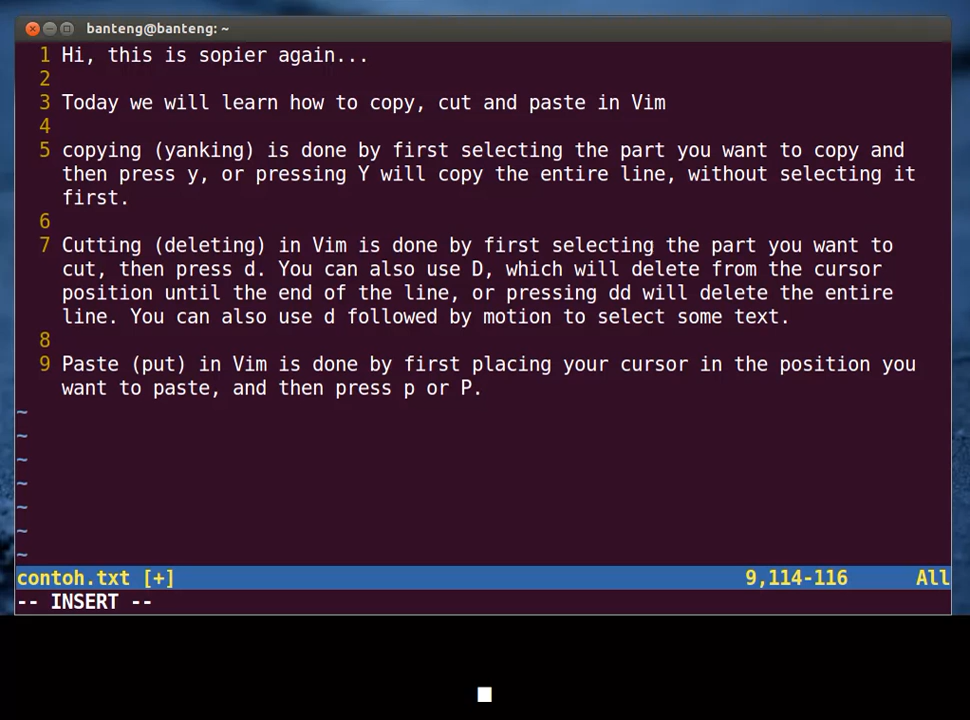 banteng@banteng: ~
1 Hi, this is sopier again...
2
3 Today we will learn how to copy, cut and paste in Vim
4
5 copying (yanking) is done by first selecting the part you want to copy and
then press y, or pressing Y will copy the entire line, without selecting it
first.
6
7 Cutting (deleting) in Vim is done by first selecting the part you want to
cut, then press d. You can also use D, which will delete from the cursor
position until the end of the line, or pressing dd will delete the entire
line. You can also use d followed by motion to select some text.
8
9 Paste (put) in Vim is done by first placing your cursor in the position you
want to paste, and then press p or P.
~
~
~
~
~
~
~
contoh.txt [+] 9,114-116 All
-- INSERT --